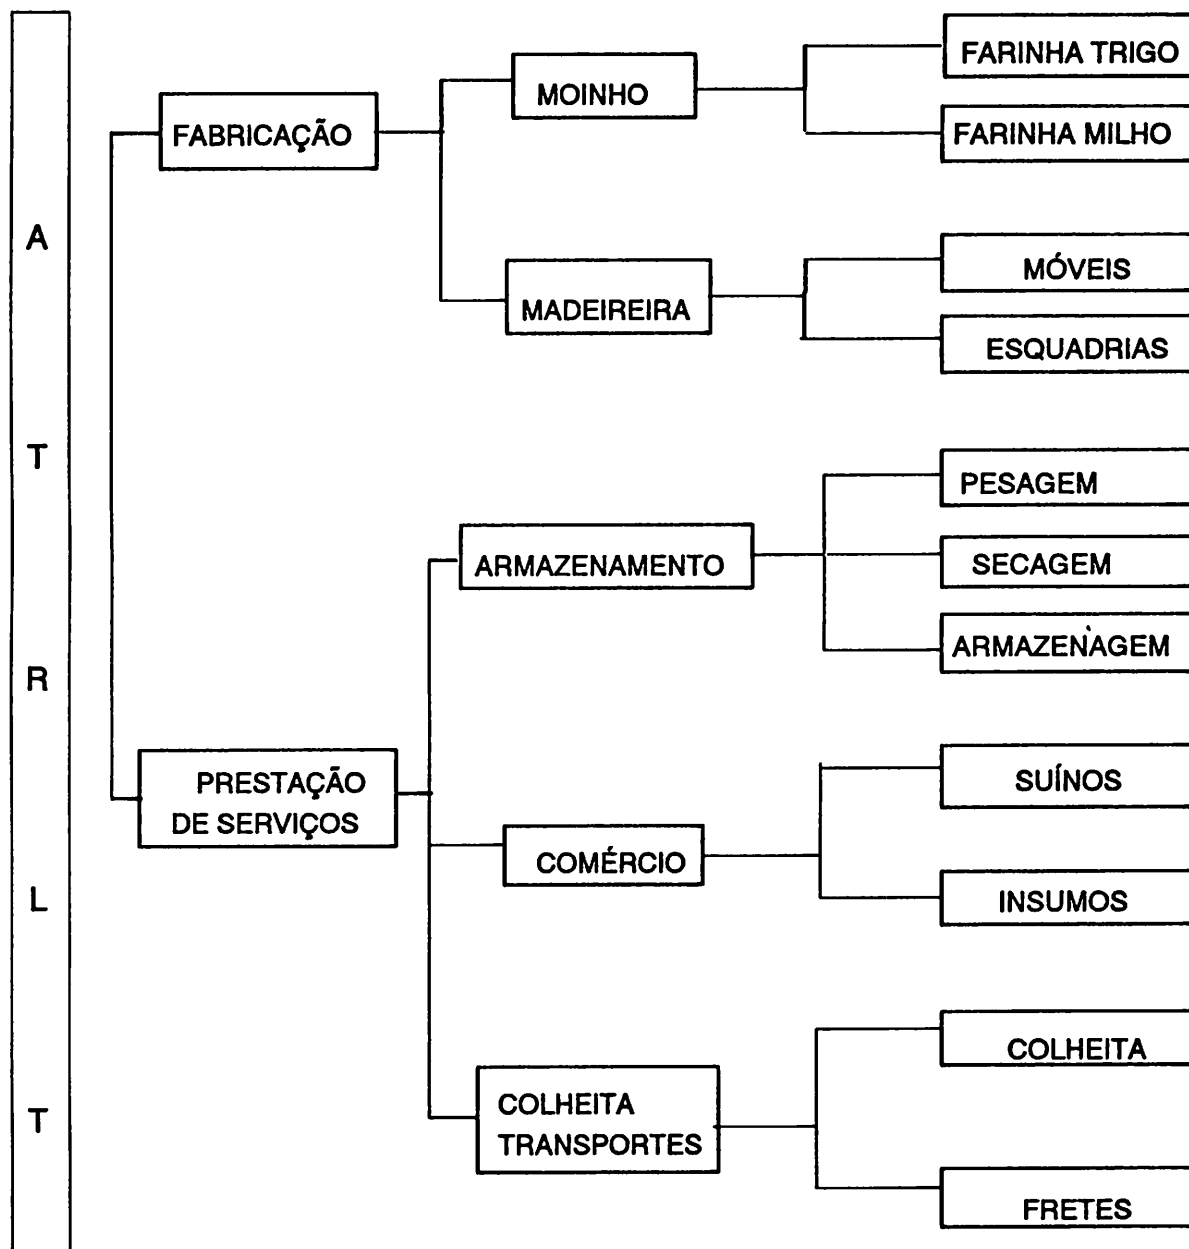 A
T
R
L
T
FABRICAÇÃO
MOINHO
FARINHA TRIGO
FARINHA MILHO
MADEIREIRA
MÓVEIS
ESQUADRIAS
PRESTAÇÃO
DE SERVIÇOS
ARMAZENAMENTO
PESAGEM
SECAGEM
ARMAZENAGEM
COMÉRCIO
SUÍNOS
INSUMOS
COLHEITA
TRANSPORTES
COLHEITA
FRETES